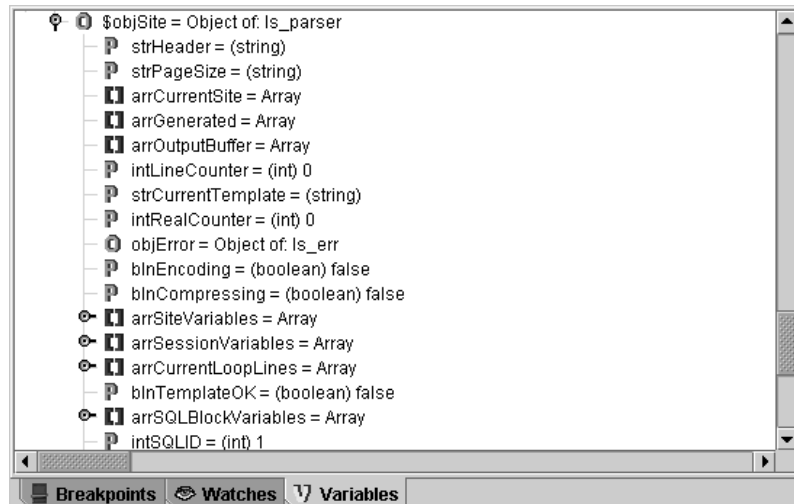 $objSite = Object of: ls_parser
strHeader = (string)
strPageSize = (string)
arrCurrentSite = Array
arrGenerated = Array
arrOutputBuffer = Array
intLineCounter = (int) 0
strCurrentTemplate = (string)
intRealCounter = (int) 0
objError = Object of: ls_err
blnEncoding = (boolean) false
blnCompressing = (boolean) false
arrSiteVariables = Array
arrSessionVariables = Array
arrCurrentLoopLines = Array
blnTemplateOK = (boolean) false
arrSQLBlockVariables = Array
intSQLID = (int) 1
Breakpoints Watches Variables